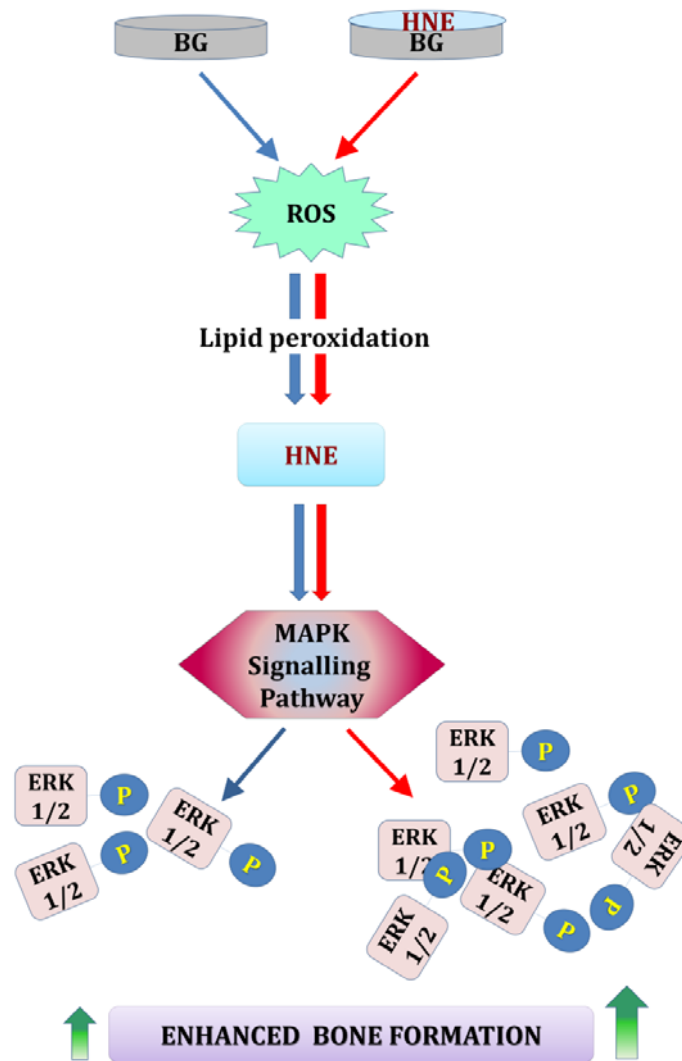 BG
HNE
BG
ROS
Lipid peroxidation
HNE
MAPK
Signalling
Pathway
ERK
1/2
P
ERK
1/2
P
ERK
1/2
P
ERK
1/2
P
ERK
1/2
P
ERK
1/2
P
ERK
1/2
P
ERK
1/2
P
ERK
1/2
P
ENHANCED BONE FORMATION